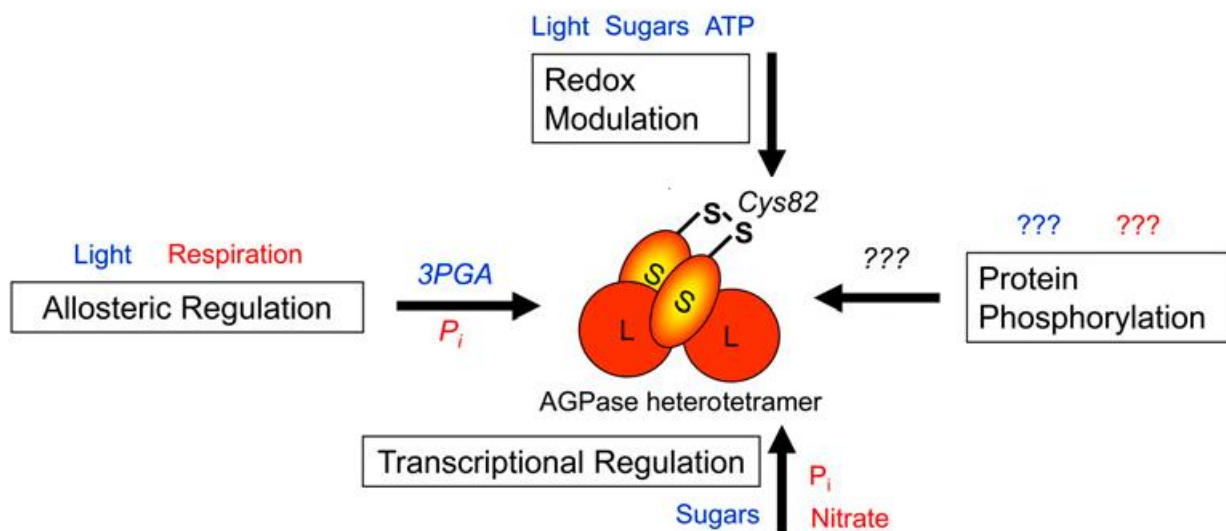 Light Sugars ATP
Redox
Modulation
Cys82
S
S
Light Respiration
Allosteric Regulation
3PGA
Pi
S
S
L
L
???
??? ???
Protein
Phosphorylation
AGPase heterotetramer
Transcriptional Regulation
Sugars
Pi
Nitrate